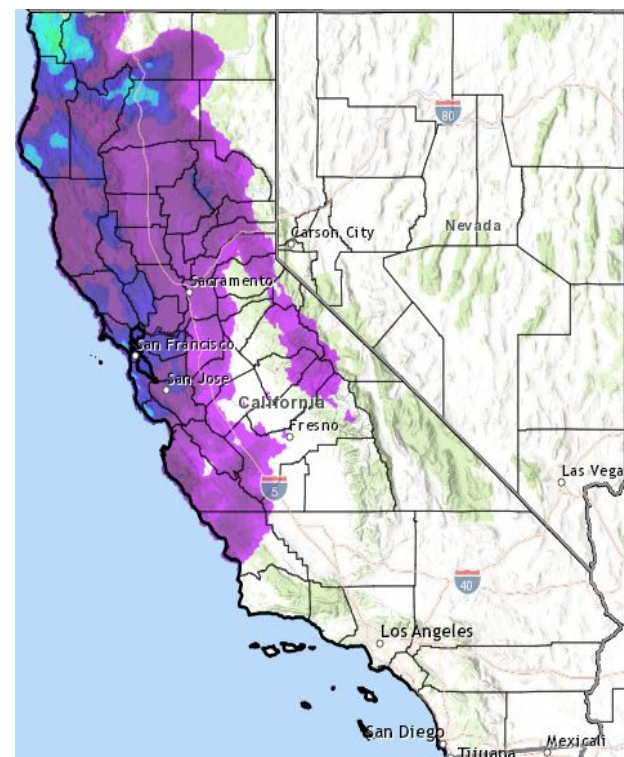 80
Nevada
Carson City
Sacramento
San Francisco
San Jose
California
Fresno
5
Las Vega
40
Los Angeles
San Diego
Mexicali
Tijuana